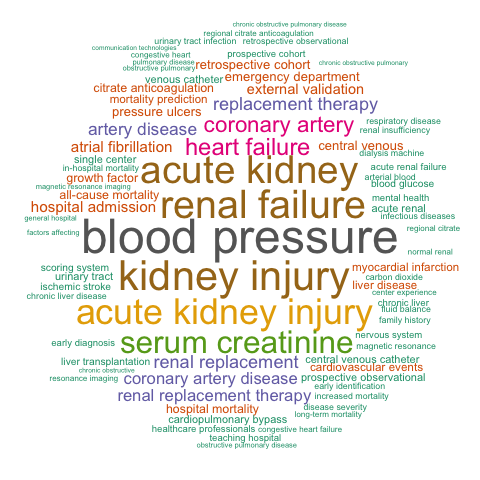 chronic obstructive pulmonary disease
regional citrate anticoagulation
urinary tract infection retrospective observational
communication technologies
congestive heart prospective cohort
pulmonary disease retrospective cohort chronic obstructive pulmonary
obstructive pulmonary
venous catheter emergency department
citrate anticoagulation external validation
mortality prediction replacement therapy
pressure ulcers
artery disease coronary artery respiratory disease
renal insufficiency
atrial fibrillation heart failure central venous
dialysis machine
single center acute kidney acute renal failure
in-hospital mortality arterial blood
growth factor blood glucose
magnetic resonance imaging
all-cause mortality renal failure mental health
hospital admission acute renal
general hospital infectious diseases
factors affecting blood pressure regional citrate
normal renal
scoring system kidney injury myocardial infarction
urinary tract carbon dioxide
ischemic stroke liver disease
chronic liver disease center experience
acute kidney injury chronic liver
fluid balance
family history
early diagnosis serum creatinine nervous system
magnetic resonance
liver transplantation renal replacement central venous catheter
chronic obstructive cardiovascular events
resonance imaging coronary artery disease prospective observational
early identification
renal replacement therapy increased mortality
hospital mortality disease severity
long-term mortality
cardiopulmonary bypass
healthcare professionals congestive heart failure
teaching hospital
obstructive pulmonary disease